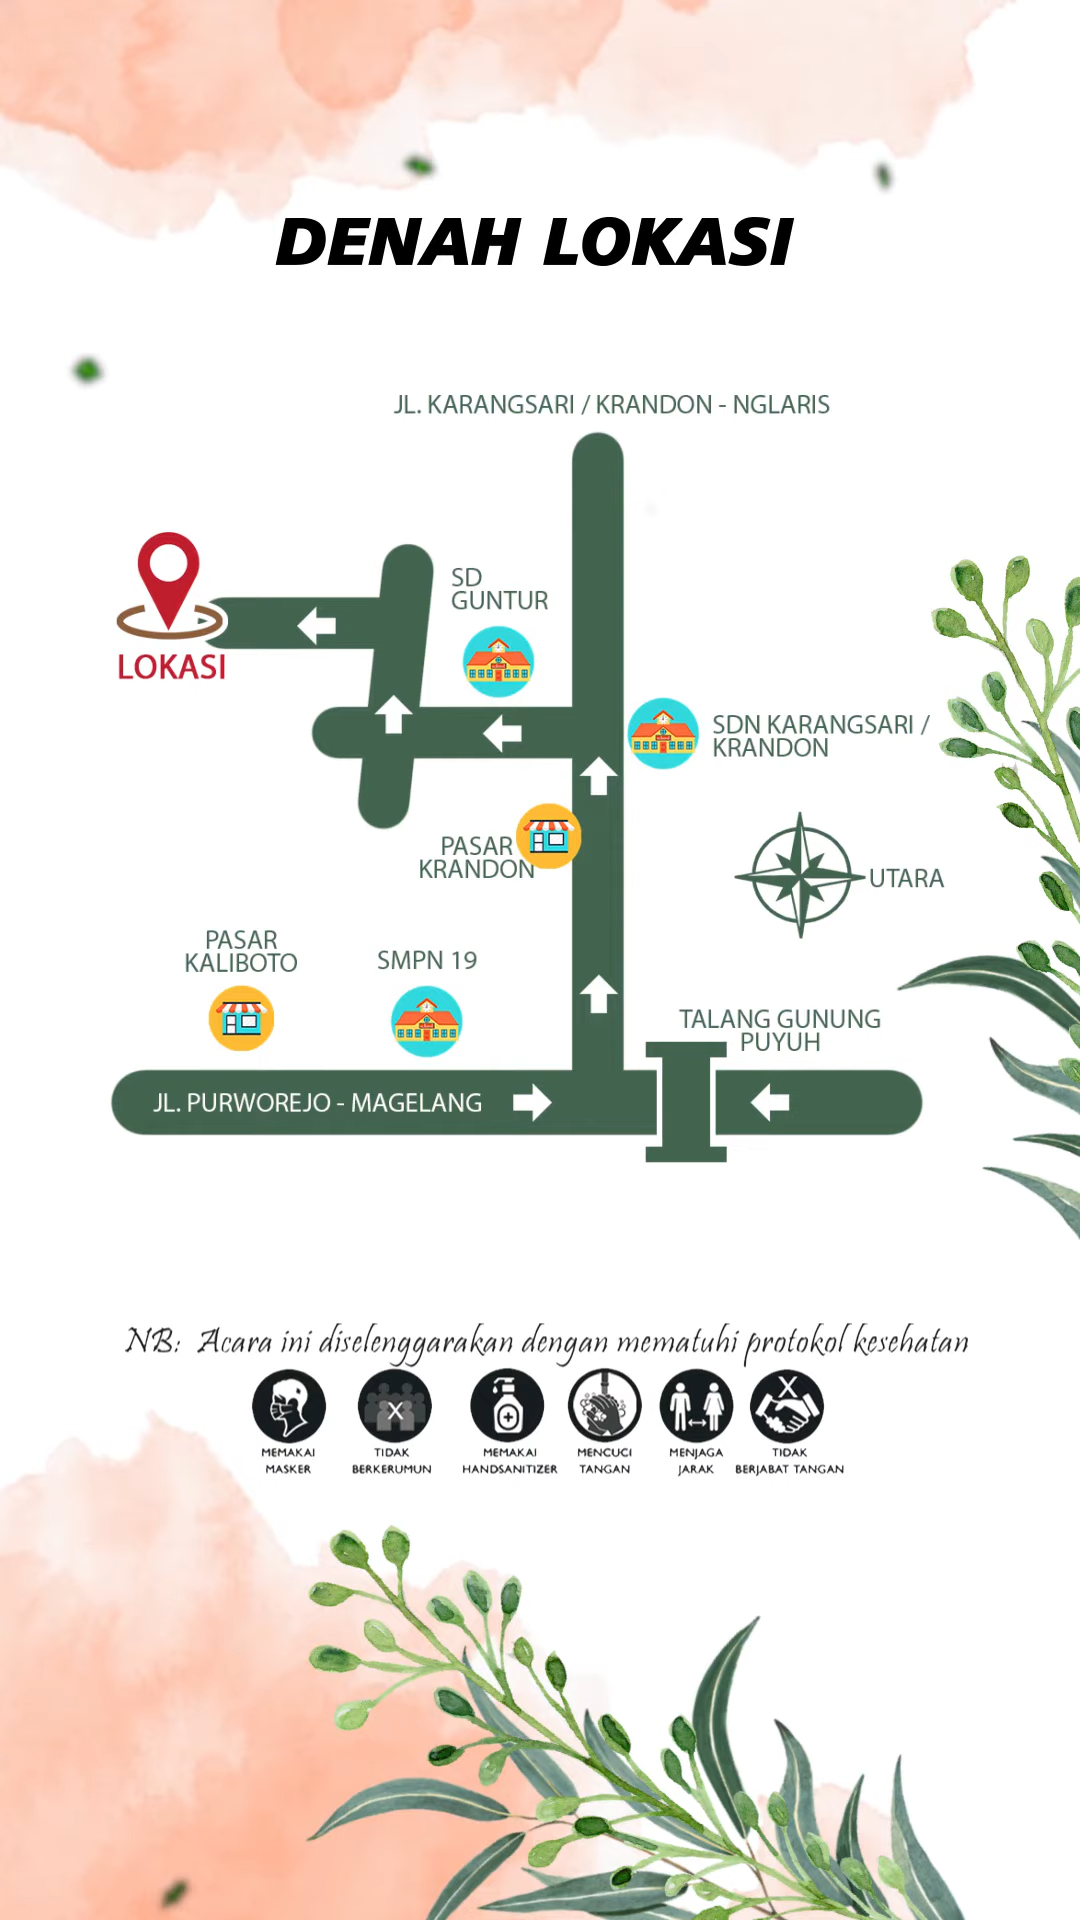 DENAH LOKASI
JL. KARANGSARI / KRANDON - NGLARIS
SD
GUNTUR
LOKASI
SDN KARANGSARI /
KRANDON
PASAR
KRANDON
UTARA
PASAR
KALIBOTO
SMPN 19
TALANG GUNUNG
PUYUH
JL. PURWOREJO - MAGELANG
NB: Acara ini diselenggarakan dengan mematuhi protokol kesehatan
X
X
MEMAKAI
MASKER
TIDAK
BERKERUMUN
MEMAKAI
HANDSANITIZER
MENCUCI
TANGAN
MENJAGA
JARAK
TIDAK
BERJABAT TANGAN